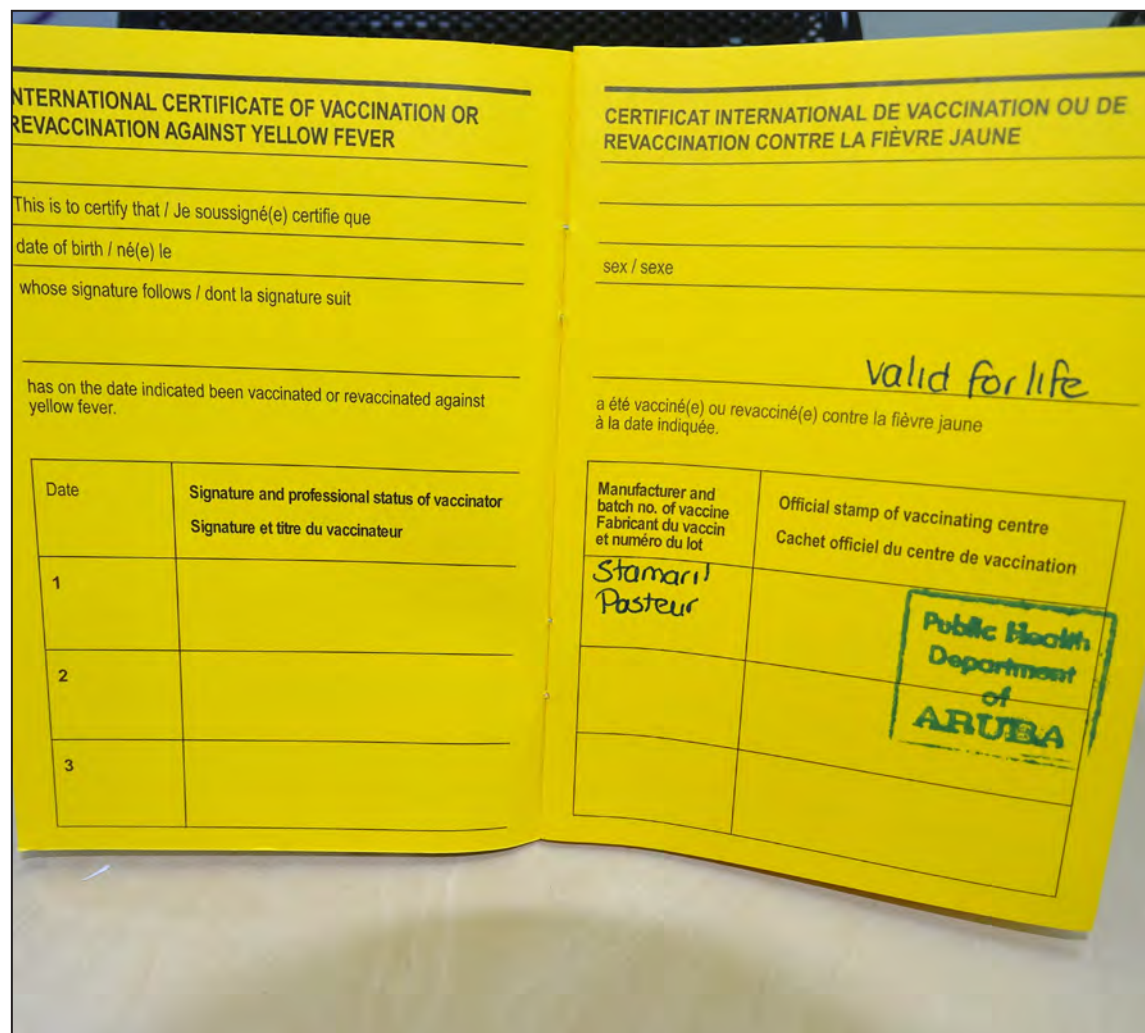 NTERNATIONAL CERTIFICATE OF VACCINATION OR
REVACCINATION AGAINST YELLOW FEVER
This is to certify that / Je soussigné(e) certifie que
date of birth / né(e) le
whose signature follows / dont la signature suit
has on the date indicated been vaccinated or revaccinated against
yellow fever.
Date
Signature and professional status of vaccinator
Signature et titre du vaccinateur
1
2
3
CERTIFICAT INTERNATIONAL DE VACCINATION OU DE
REVACCINATION CONTRE LA FIÈVRE JAUNE
sex / sexe
valid for life
a été vacciné(e) ou revacciné(e) contre la fièvre jaune
à la date indiquée.
Manufacturer and
batch no. of vaccine
Fabricant du vaccin
et numéro du lot
Official stamp of vaccinating centre
Cachet officiel du centre de vaccination
Stamaril
Pasteur
Public Health
Department
of
ARUBA